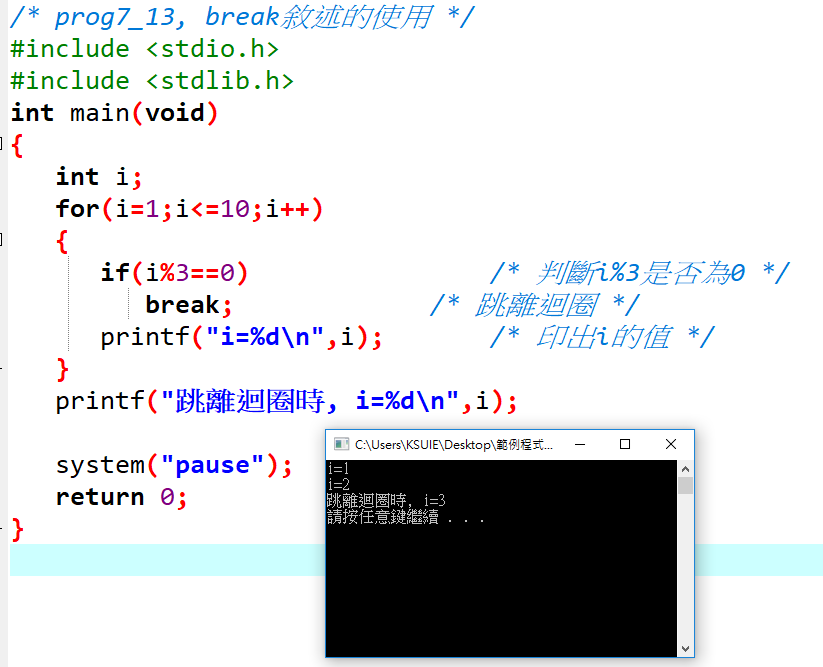 /* prog7_13, break敘述的使用 */
#include <stdio.h>
#include <stdlib.h>
int main(void)
{
int i;
for(i=1;i<=10;i++)
{
if(i%3==0) /* 判斷i%3是否為0 */
break; /* 跳離迴圈 */
printf("i=%d\n",i); /* 印出i的值 */
}
printf("跳離迴圈時, i=%d\n",i);
system("pause");
return 0;
}
C:\Users\KSUIE\Desktop\範例程式...
i=1
i=2
跳離迴圈時, i=3
請按任意鍵繼續 . . .